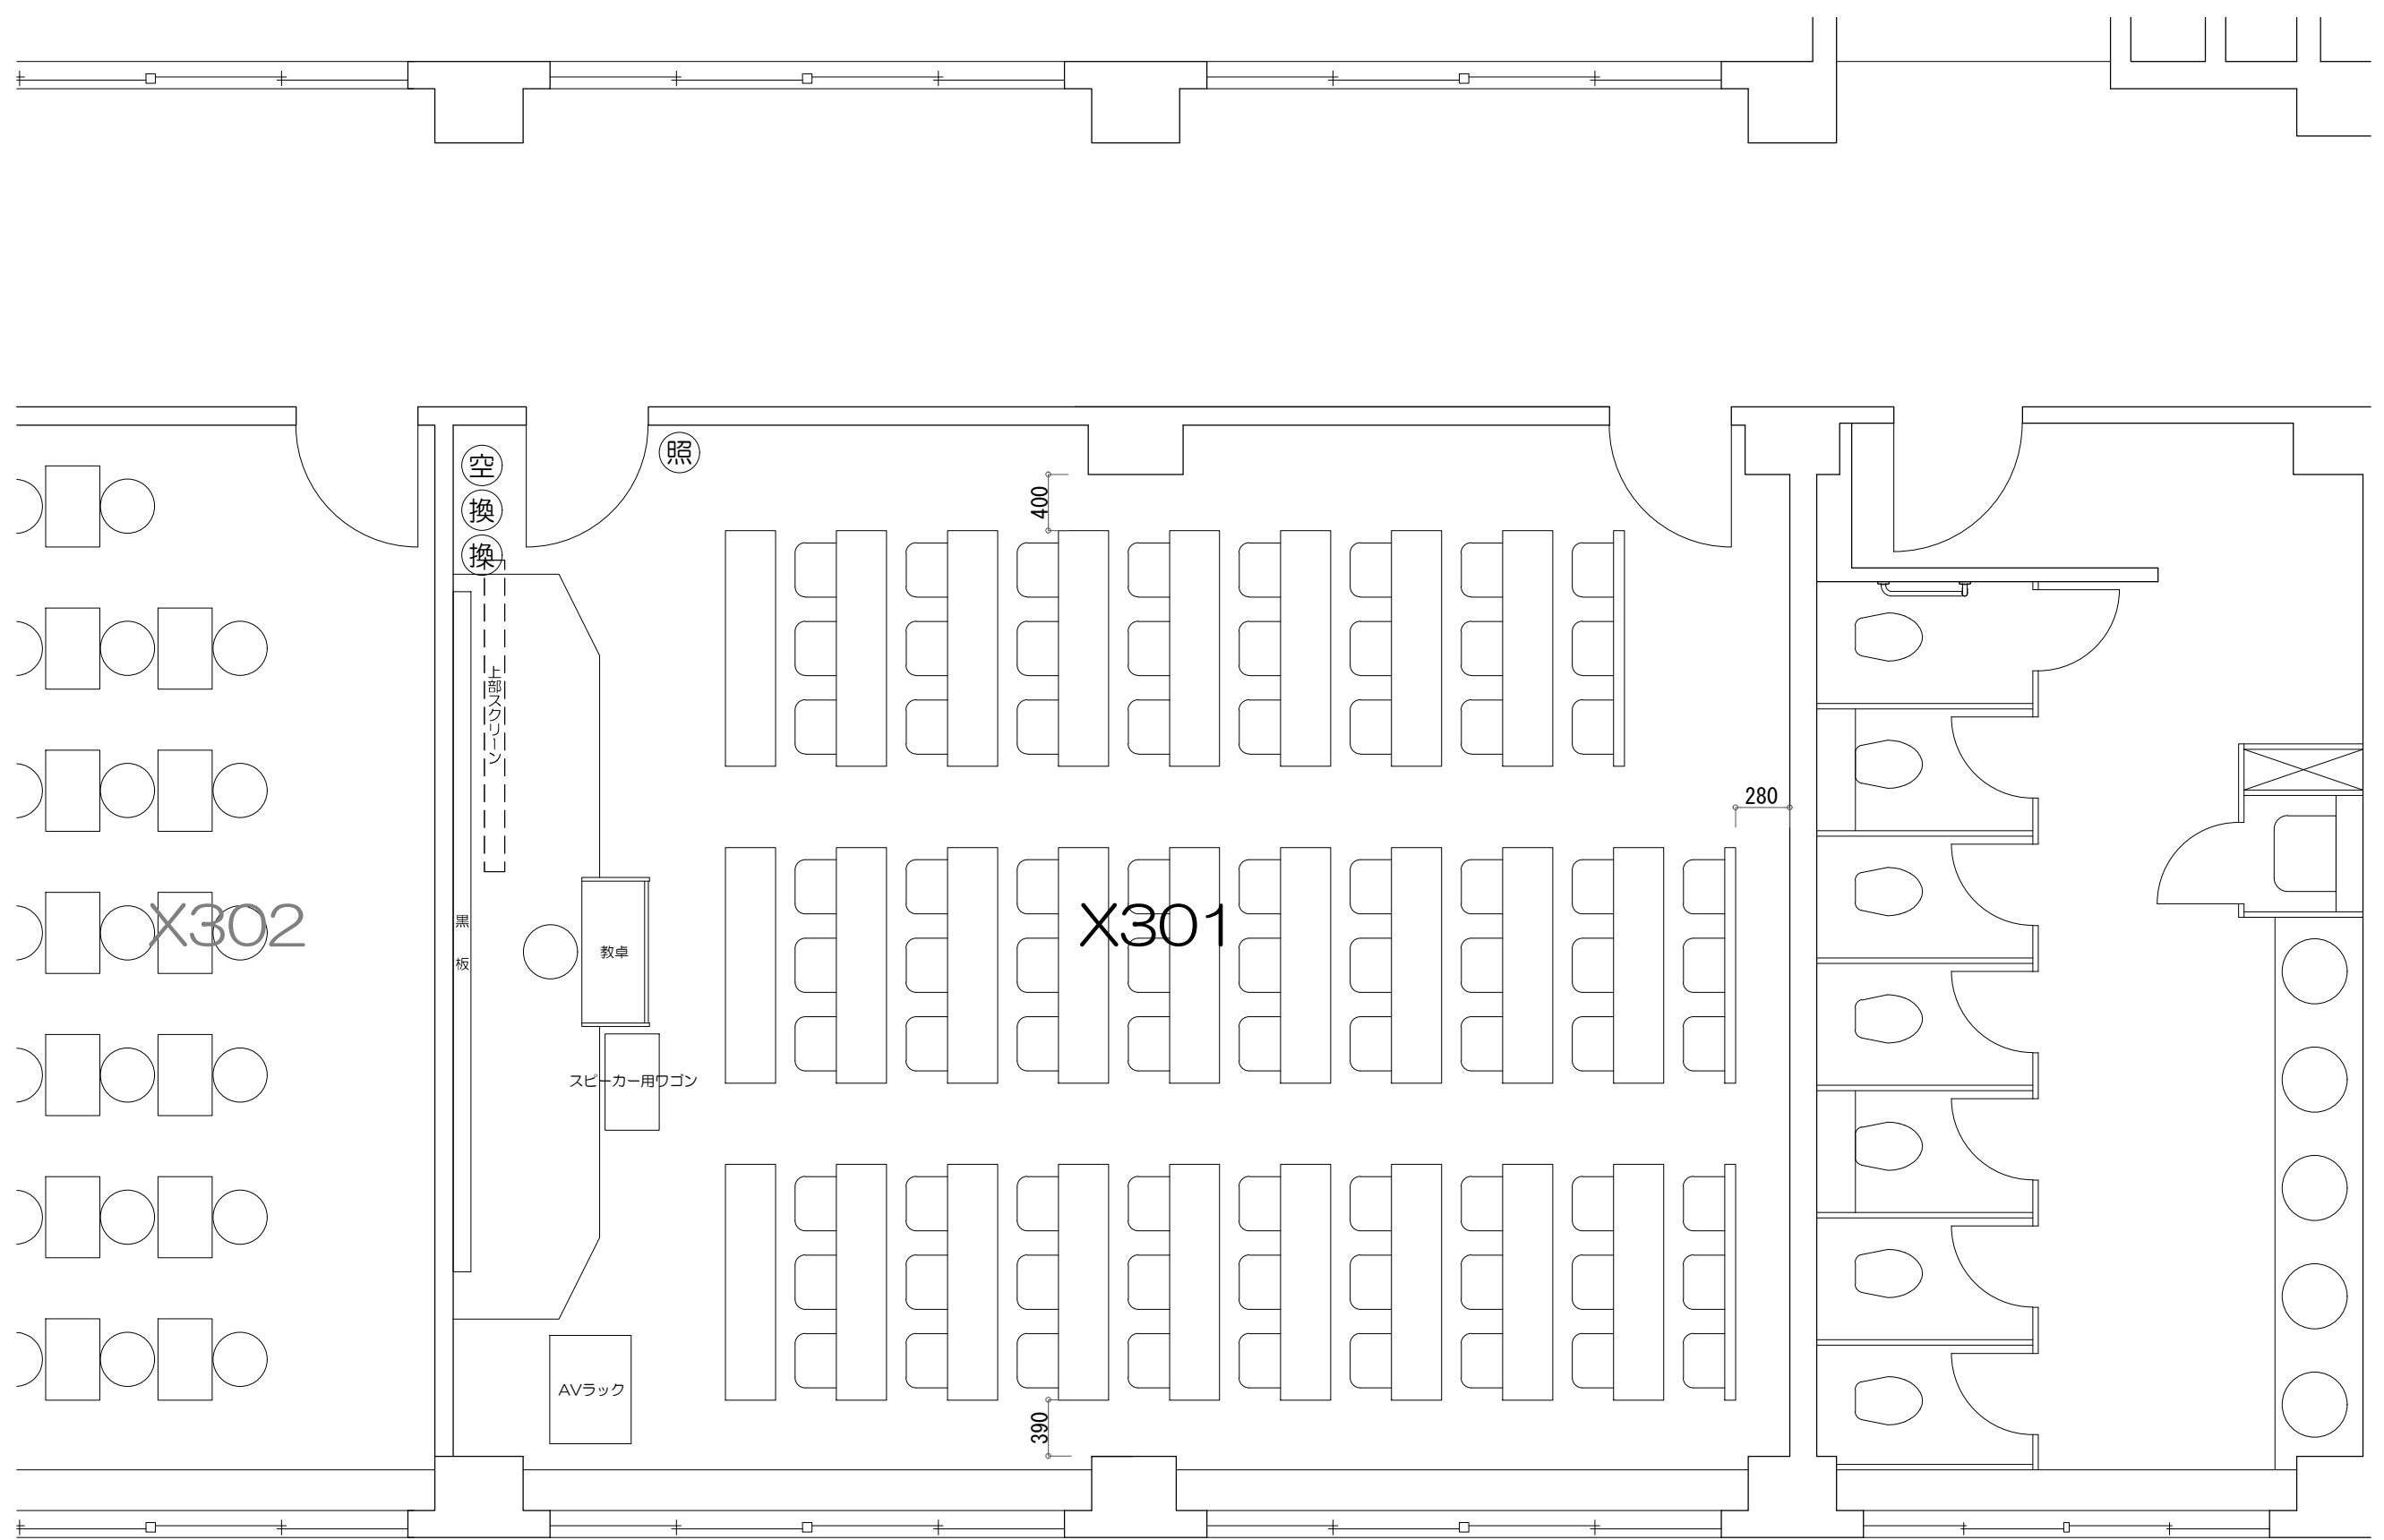 照
空
換
換
400
上部スクリーン
280
X302
黒板
教卓
X301
スピーカー用ワゴン
AVラック
390